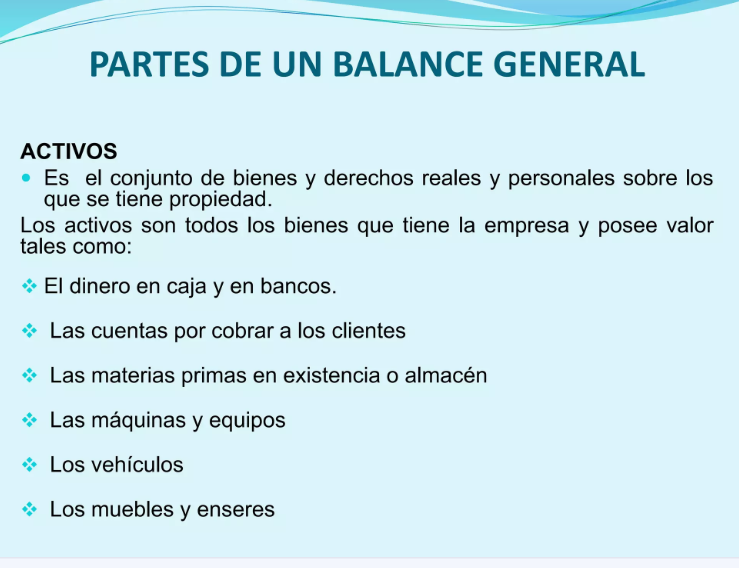 PARTES DE UN BALANCE GENERAL
ACTIVOS
Es el conjunto de bienes y derechos reales y personales sobre los
que se tiene propiedad.
Los activos son todos los bienes que tiene la empresa y posee valor
tales como:
El dinero en caja y en bancos.
Las cuentas por cobrar a los clientes
Las materias primas en existencia o almacén
Las máquinas y equipos
Los vehículos
Los muebles y enseres